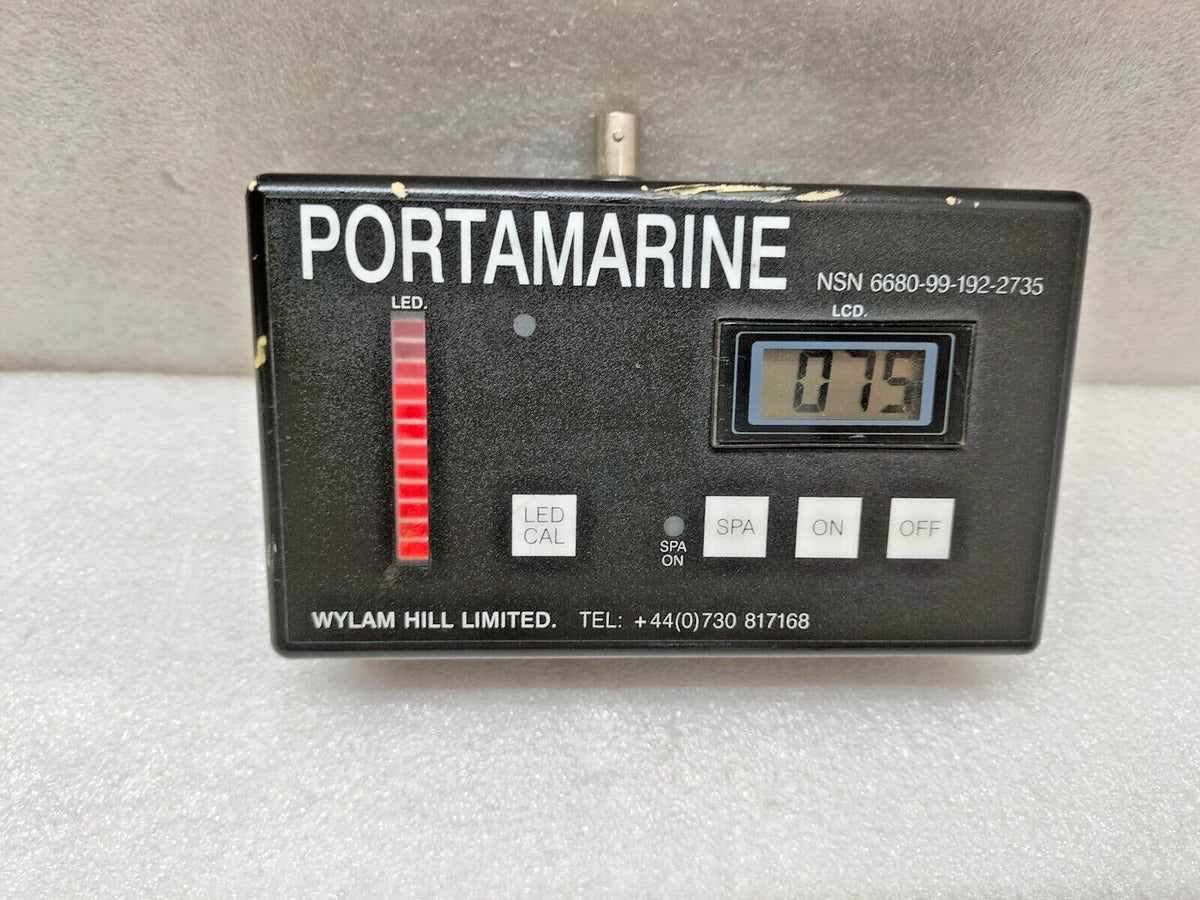 PORTAMARINE
NSN 6680-99-192-2735
LED.
LCD.
075
LED
CAL
SPA
ON
SPA
ON
OFF
WYLAM HILL LIMITED. TEL: +44(0)730 817168